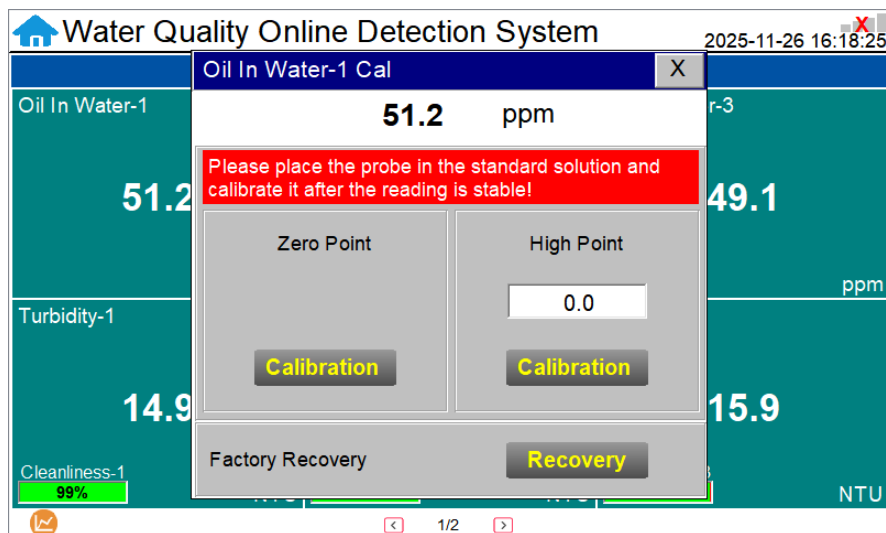 Water Quality Online Detection System
2025-11-26 16:18:25
Oil In Water-1 Cal
X
Oil In Water-1
r-3
51.2 ppm
Please place the probe in the standard solution and
calibrate it after the reading is stable!
51.2
49.1
Zero Point
High Point
ppm
0.0
Turbidity-1
Calibration
Calibration
14.9
15.9
Factory Recovery
Recovery
Cleanliness-1
99%
NTU
1/2